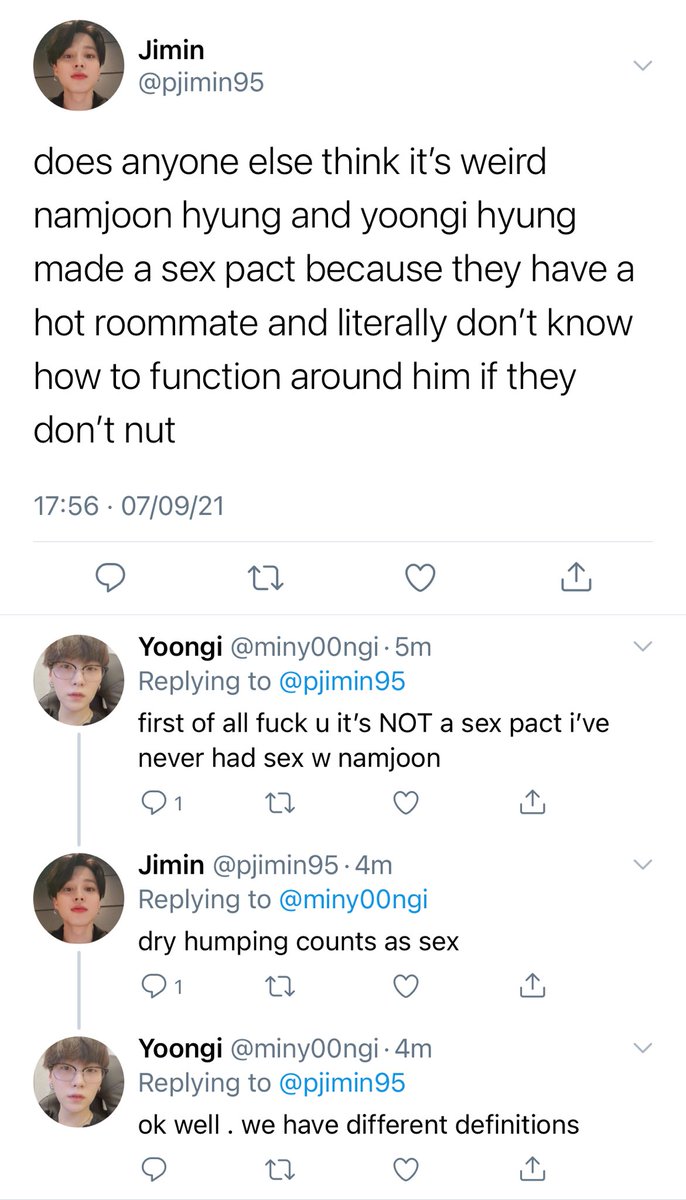 Jimin
@pjimin95
does anyone else think it’s weird
namjoon hyung and yoongi hyung
made a sex pact because they have a
hot roommate and literally don’t know
how to function around him if they
don’t nut
17:56 · 07/09/21
Yoongi @miny00ngi · 5m
Replying to @pjimin95
first of all fuck u it’s NOT a sex pact i’ve
never had sex w namjoon
1
Jimin @pjimin95 · 4m
Replying to @miny00ngi
dry humping counts as sex
1
Yoongi @miny00ngi · 4m
Replying to @pjimin95
ok well . we have different definitions